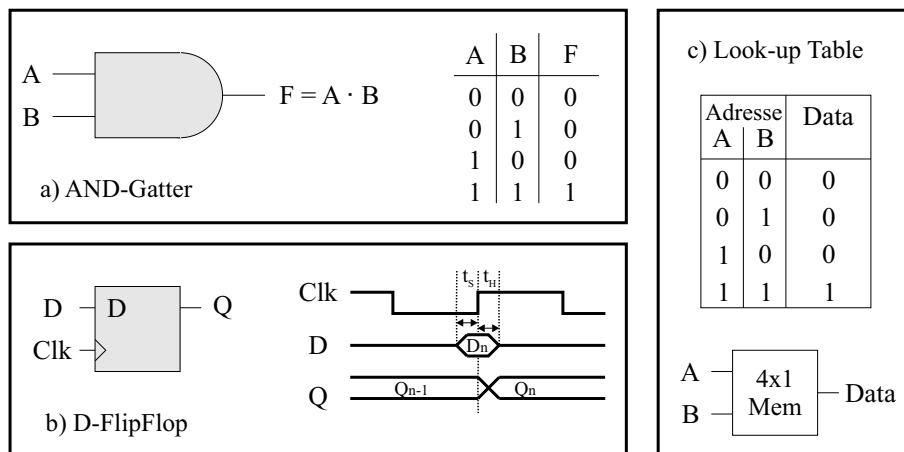 A
B
F = A · B
A B F
0 0 0
0 1 0
1 0 0
1 1 1
a) AND-Gatter
D
D
Q
Clk
b) D-FlipFlop
tS tH
Clk
D
Dn
Q
Qn-1
Qn
c) Look-up Table
Adresse Data
A B
0 0 0
0 1 0
1 0 0
1 1 1
A
B
4x1
Mem
Data